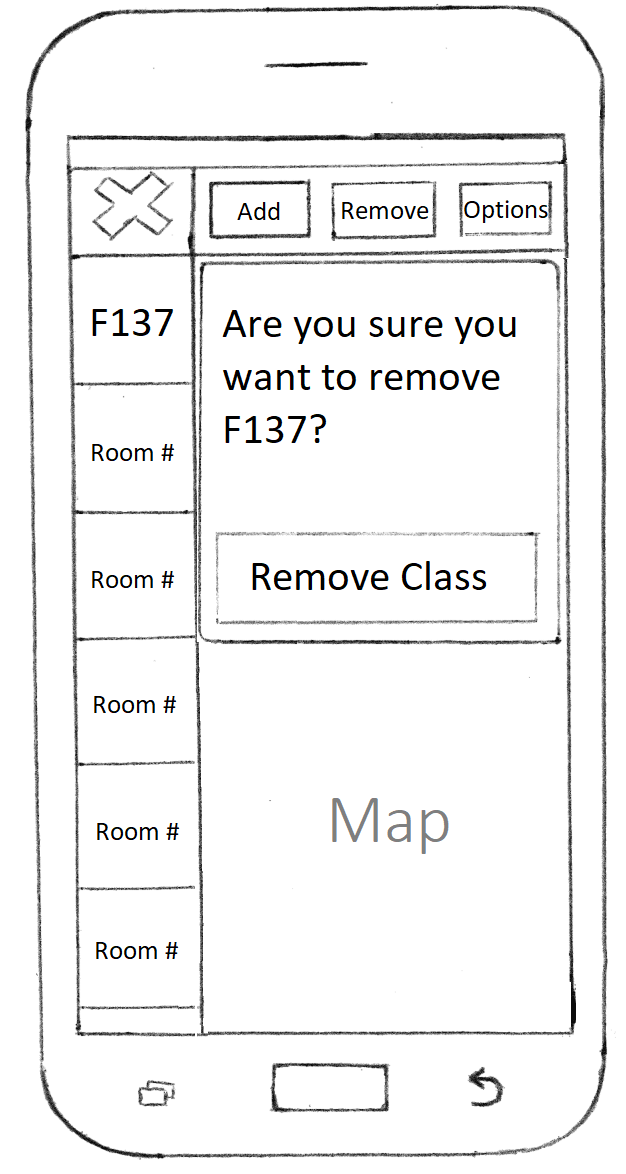 Add
Remove
Options
F137
Are you sure you
want to remove
F137?
Room #
Room #
Remove Class
Room #
Room #
Map
Room #